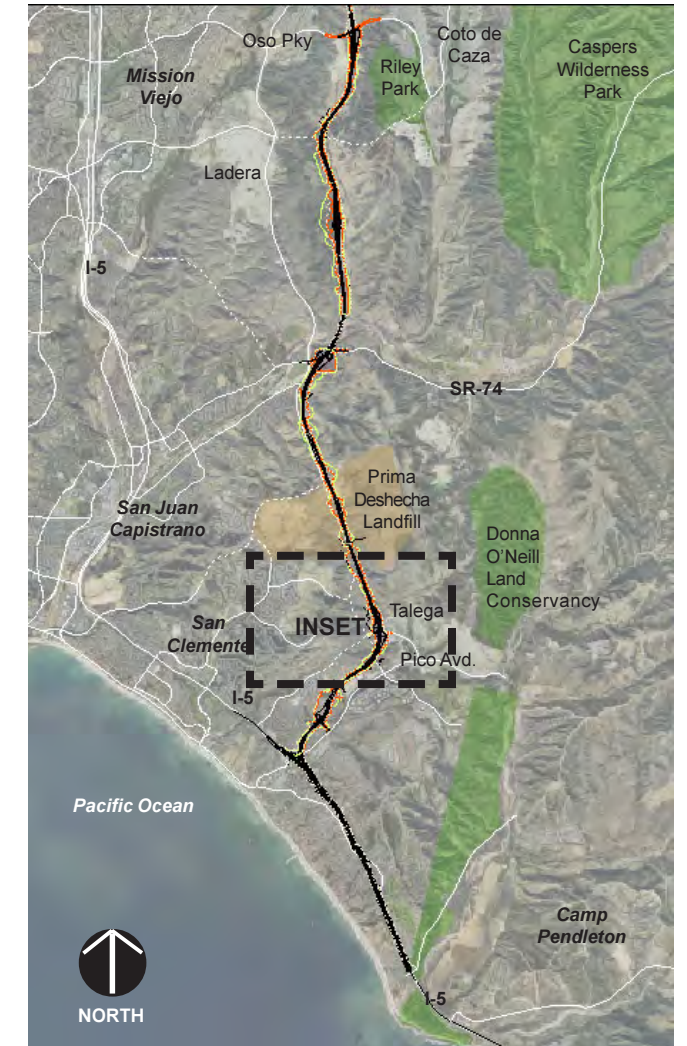 Oso Pky
Coto de
Caza
Caspers
Wilderness
Park
Mission
Viejo
Riley
Park
Ladera
I-5
SR-74
Prima
Deshecha
Landfill
San Juan
Capistrano
Donna
O'Neill
Land
Conservancy
San
Clemente
INSET
Talega
Pico Avd.
I-5
Pacific Ocean
Camp
Pendleton
NORTH
I-5